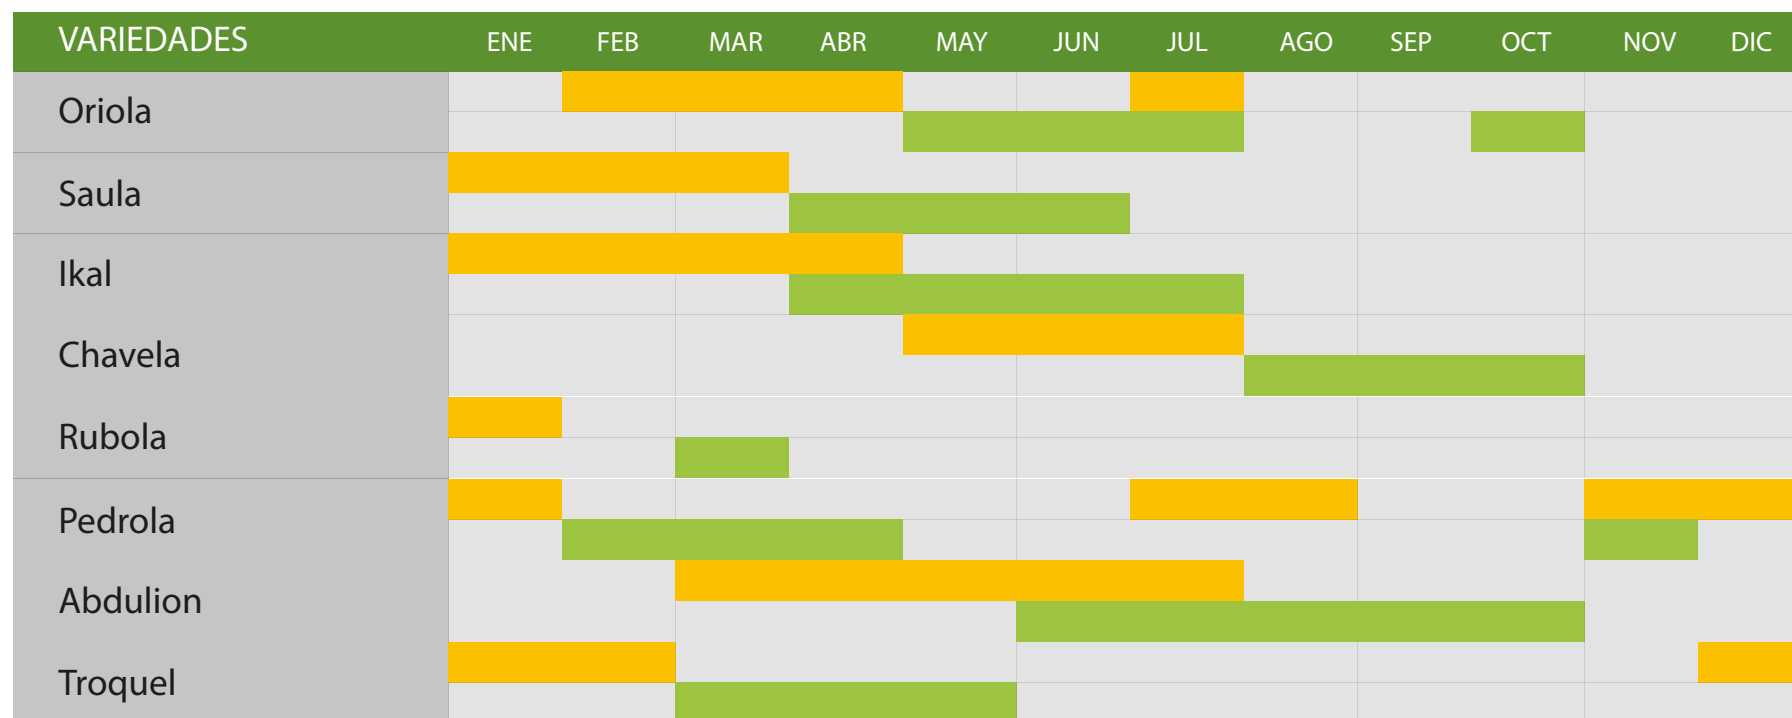 VARIEDADES ENE FEB MAR ABR MAY JUN JUL AGO SEP OCT NOV DIC
Oriola
Saula
Ikal
Chavela
Rubola
Pedrola
Abdulion
Troquel